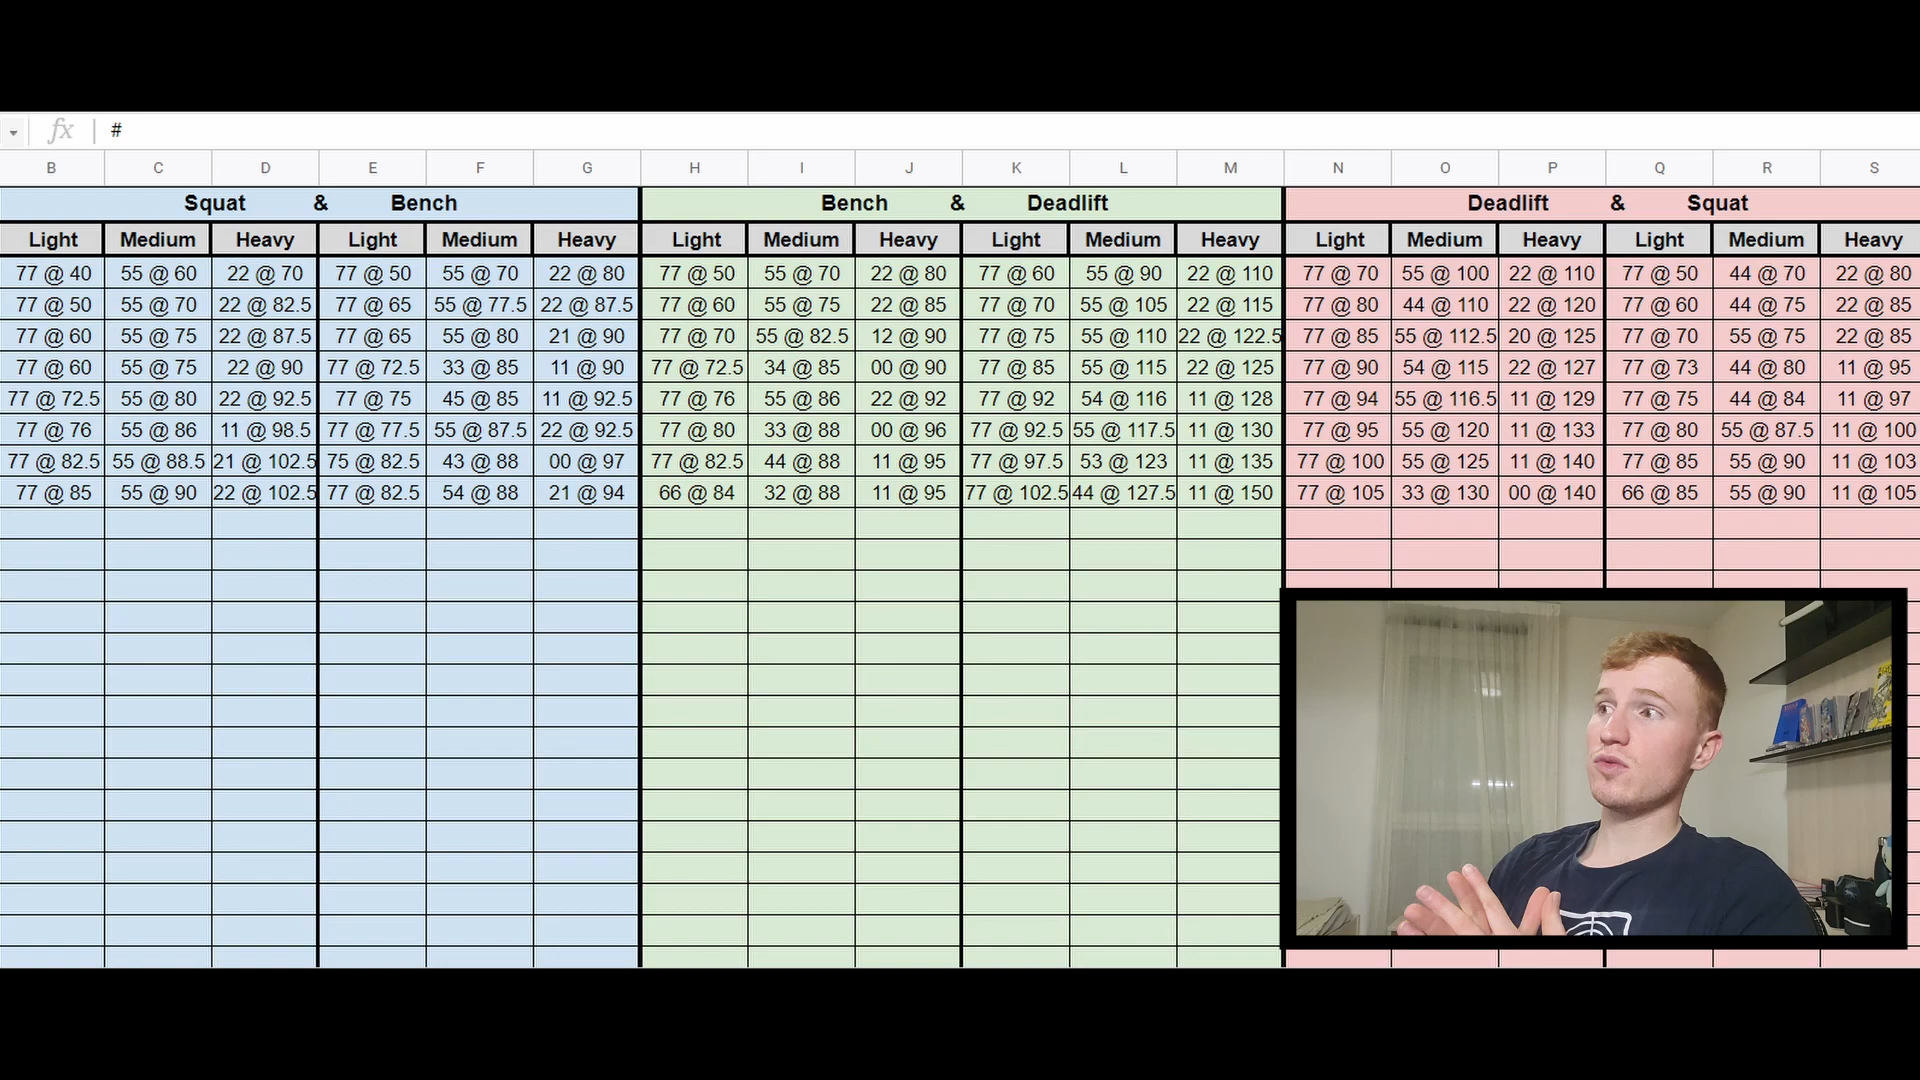 fx #
B C D E F G H I J K L M N O P Q R S
Squat & Bench Bench & Deadlift Deadlift & Squat
Light Medium Heavy Light Medium Heavy Light Medium Heavy Light Medium Heavy Light Medium Heavy Light Medium Heavy
77 @ 40 55 @ 60 22 @ 70 77 @ 50 55 @ 70 22 @ 80 77 @ 50 55 @ 70 22 @ 80 77 @ 60 55 @ 90 22 @ 110 77 @ 70 55 @ 100 22 @ 110 77 @ 50 44 @ 70 22 @ 80
77 @ 50 55 @ 70 22 @ 82.5 77 @ 65 55 @ 77.5 22 @ 87.5 77 @ 60 55 @ 75 22 @ 85 77 @ 70 55 @ 105 22 @ 115 77 @ 80 44 @ 110 22 @ 120 77 @ 60 44 @ 75 22 @ 85
77 @ 60 55 @ 75 22 @ 87.5 77 @ 65 55 @ 80 21 @ 90 77 @ 70 55 @ 82.5 12 @ 90 77 @ 75 55 @ 110 22 @ 122.5 77 @ 85 55 @ 112.5 20 @ 125 77 @ 70 55 @ 75 22 @ 85
77 @ 60 55 @ 75 22 @ 90 77 @ 72.5 33 @ 85 11 @ 90 77 @ 72.5 34 @ 85 00 @ 90 77 @ 85 55 @ 115 22 @ 125 77 @ 90 54 @ 115 22 @ 127 77 @ 73 44 @ 80 11 @ 95
77 @ 72.5 55 @ 80 22 @ 92.5 77 @ 75 45 @ 85 11 @ 92.5 77 @ 76 55 @ 86 22 @ 92 77 @ 92 54 @ 116 11 @ 128 77 @ 94 55 @ 116.5 11 @ 129 77 @ 75 44 @ 84 11 @ 97
77 @ 76 55 @ 86 11 @ 98.5 77 @ 77.5 55 @ 87.5 22 @ 92.5 77 @ 80 33 @ 88 00 @ 96 77 @ 92.5 55 @ 117.5 11 @ 130 77 @ 95 55 @ 120 11 @ 133 77 @ 80 55 @ 87.5 11 @ 100
77 @ 82.5 55 @ 88.5 21 @ 102.5 75 @ 82.5 43 @ 88 00 @ 97 77 @ 82.5 44 @ 88 11 @ 95 77 @ 97.5 53 @ 123 11 @ 135 77 @ 100 55 @ 125 11 @ 140 77 @ 85 55 @ 90 11 @ 103
77 @ 85 55 @ 90 22 @ 102.5 77 @ 82.5 54 @ 88 21 @ 94 66 @ 84 32 @ 88 11 @ 95 77 @ 102.5 44 @ 127.5 11 @ 150 77 @ 105 33 @ 130 00 @ 140 66 @ 85 55 @ 90 11 @ 105